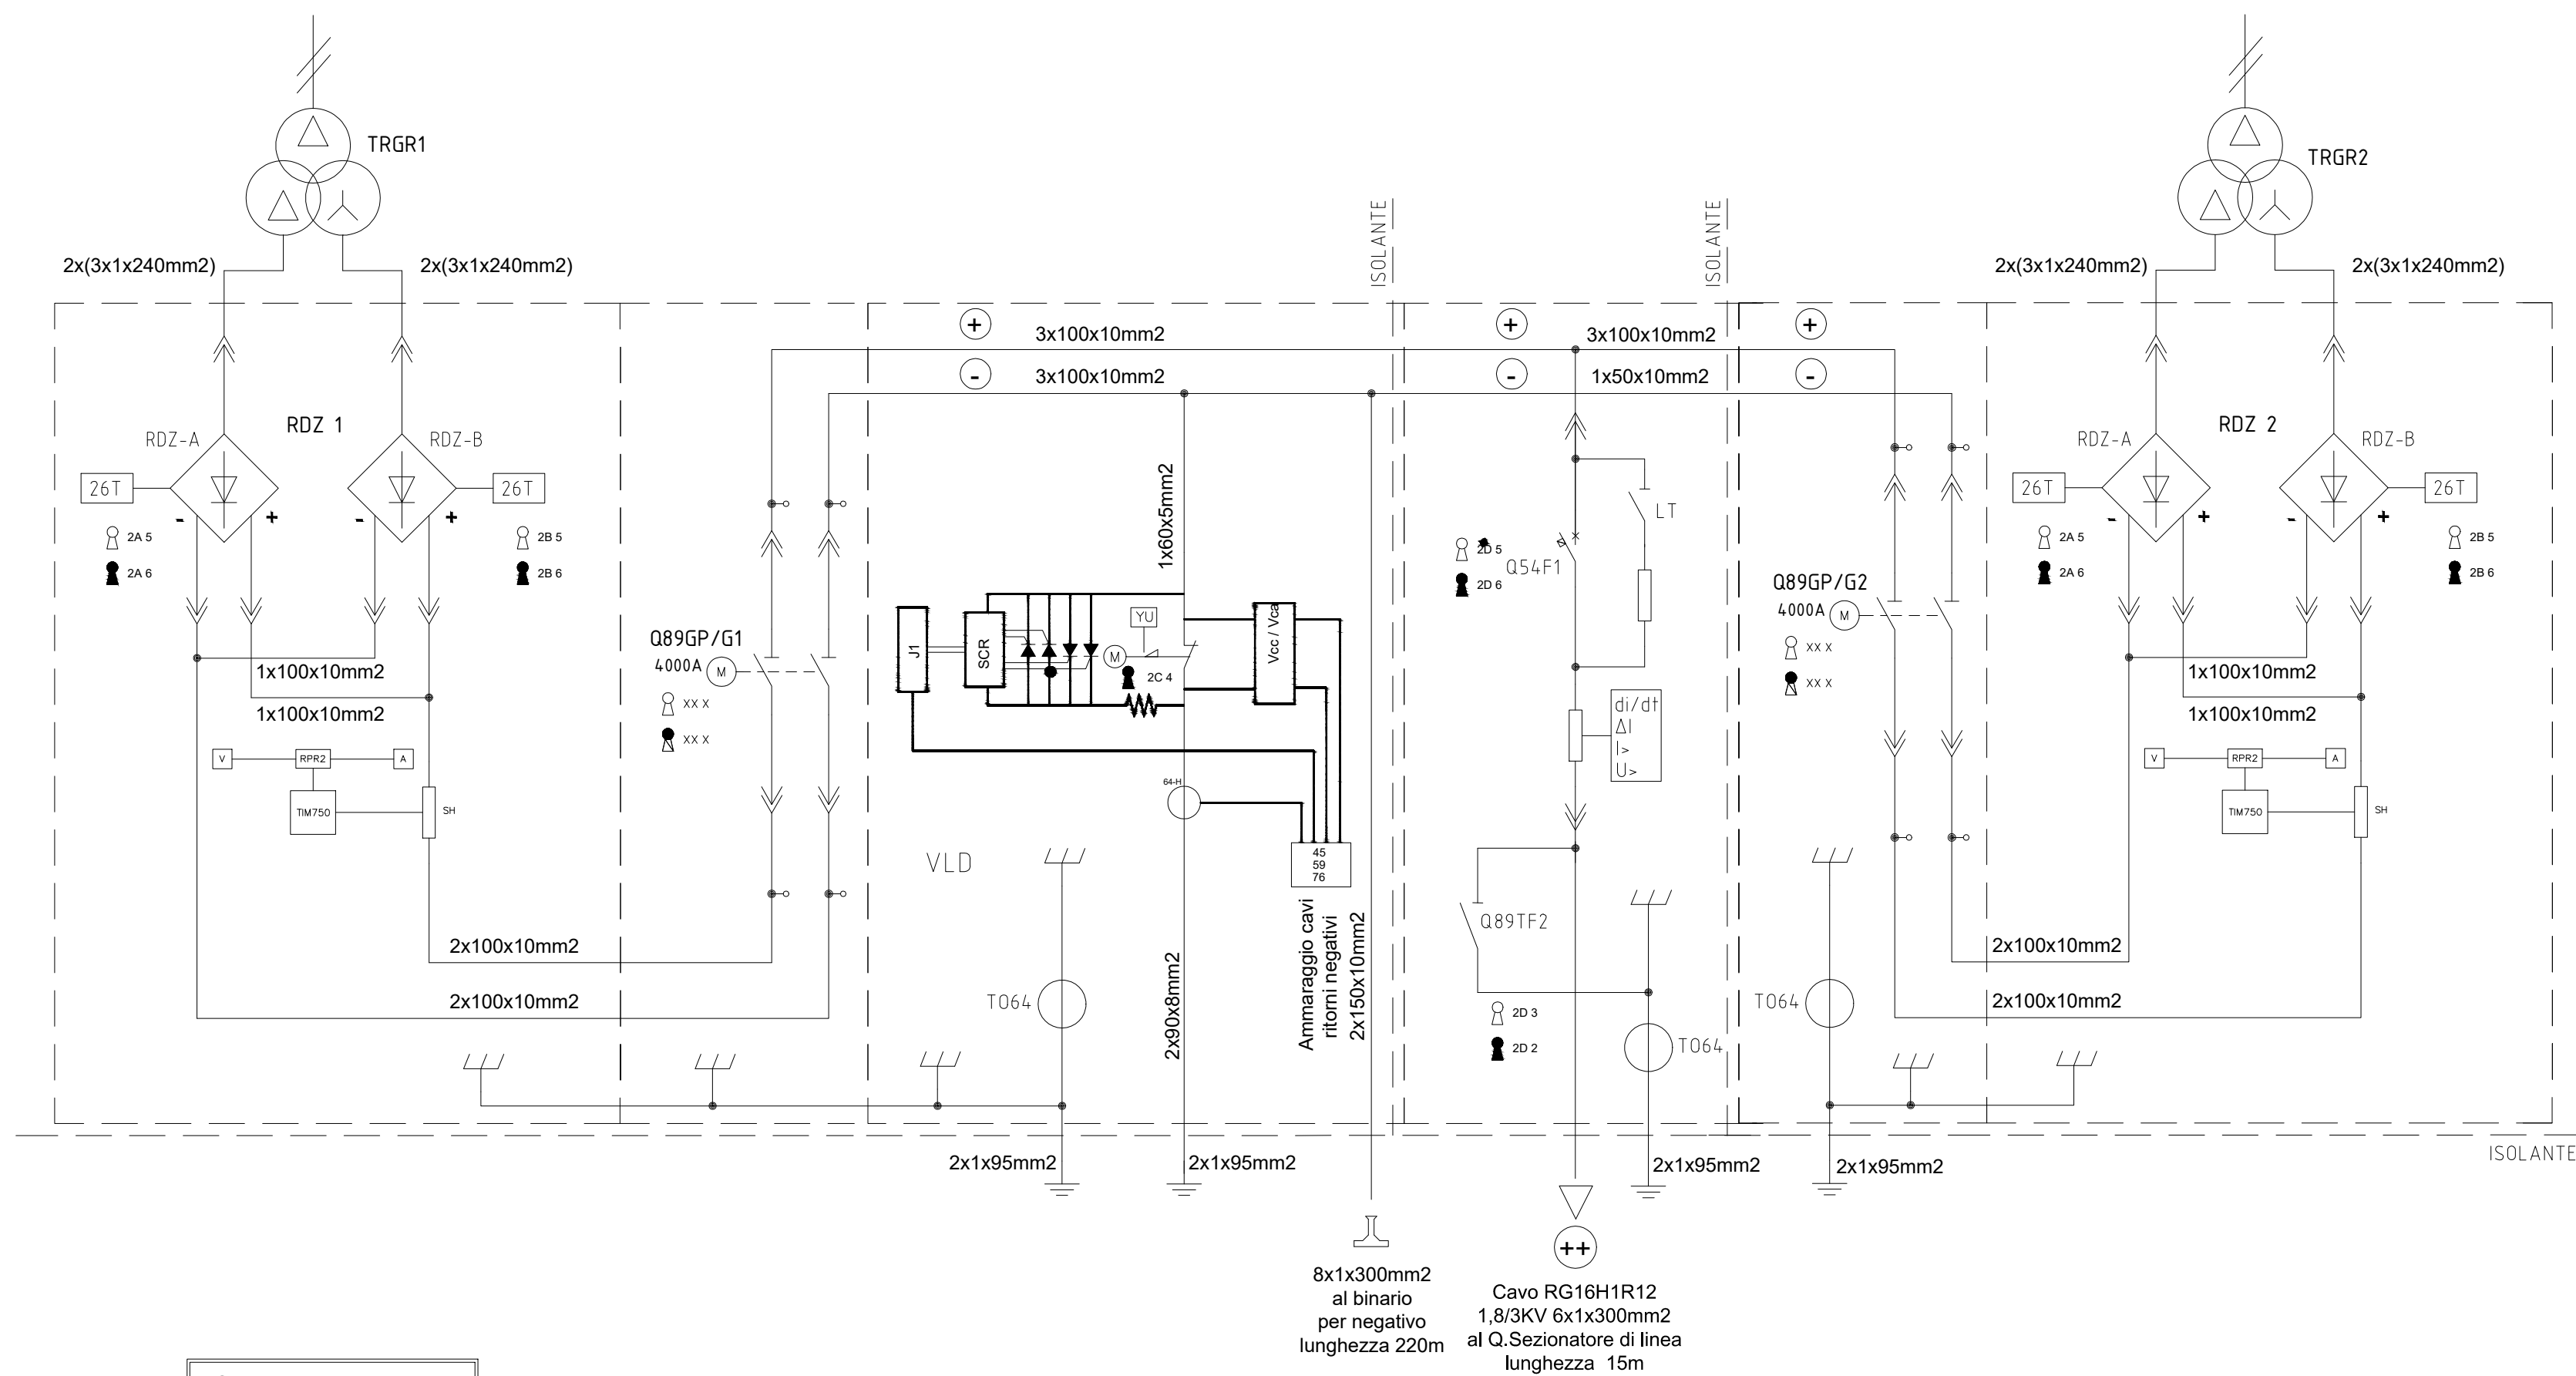 TRGR1
TRGR2
2x(3x1x240mm2)
2x(3x1x240mm2)
ISOLANTE
ISOLANTE
2x(3x1x240mm2)
2x(3x1x240mm2)
+
3x100x10mm2
+
3x100x10mm2
+
-
3x100x10mm2
-
1x50x10mm2
-
RDZ 1
RDZ-A
RDZ-B
26T
26T
-
+
-
+
2A 5
2A 6
2B 5
2B 6
1x100x10mm2
1x100x10mm2
V
RPR2
A
TIM750
SH
2x100x10mm2
2x100x10mm2
Q89GP/G1
4000A
M
XX X
XX X
1x60x5mm2
J1
SCR
YU
M
2C 4
Vcc / Vca
64-H
45
59
76
VLD
T064
2x90x8mm2
Ammaraggio cavi
ritorni negativi
2x150x10mm2
LT
2D 5
2D 6
Q54F1
di/dt
ΔI
I>
U>
Q89TF2
2D 3
2D 2
T064
Q89GP/G2
4000A
M
XX X
XX X
T064
RDZ 2
RDZ-A
RDZ-B
26T
26T
-
+
-
+
2A 5
2A 6
2B 5
2B 6
1x100x10mm2
1x100x10mm2
V
RPR2
A
TIM750
SH
2x100x10mm2
2x100x10mm2
ISOLANTE
2x1x95mm2
2x1x95mm2
2x1x95mm2
2x1x95mm2
8x1x300mm2
al binario
per negativo
lunghezza 220m
++
Cavo RG16H1R12
1,8/3KV 6x1x300mm2
al Q.Sezionatore di linea
lunghezza 15m